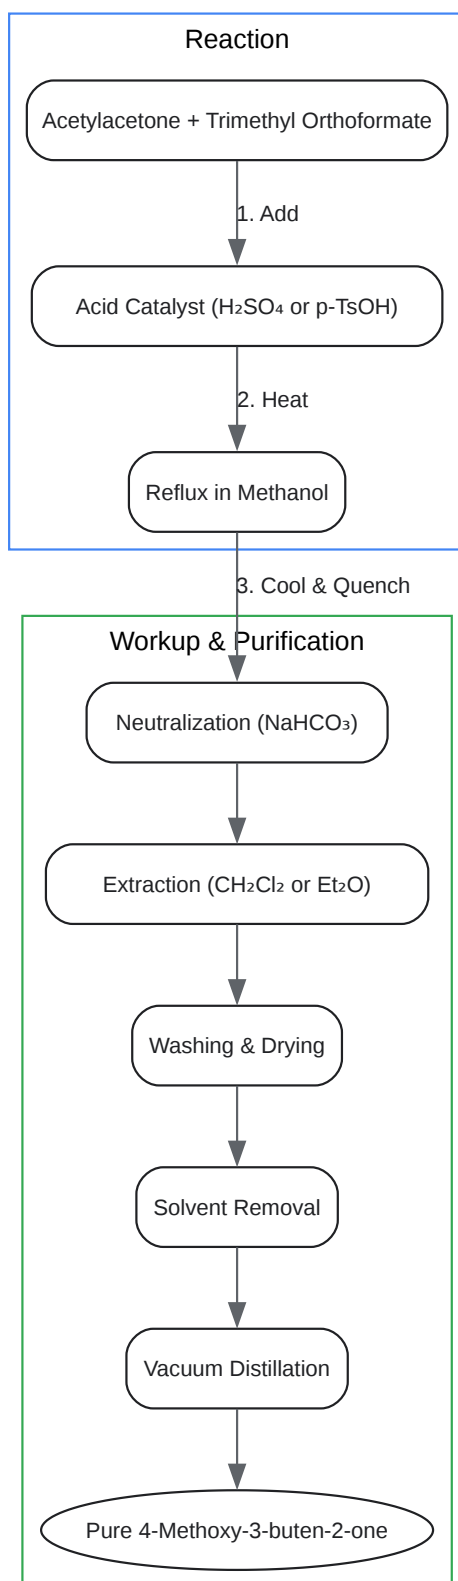 Reaction
Acetylacetone + Trimethyl Orthoformate
1. Add
Acid Catalyst (H₂SO₄ or p-TsOH)
2. Heat
Reflux in Methanol
3. Cool & Quench
Workup & Purification
Neutralization (NaHCO₃)
Extraction (CH₂Cl₂ or Et₂O)
Washing & Drying
Solvent Removal
Vacuum Distillation
Pure 4-Methoxy-3-buten-2-one